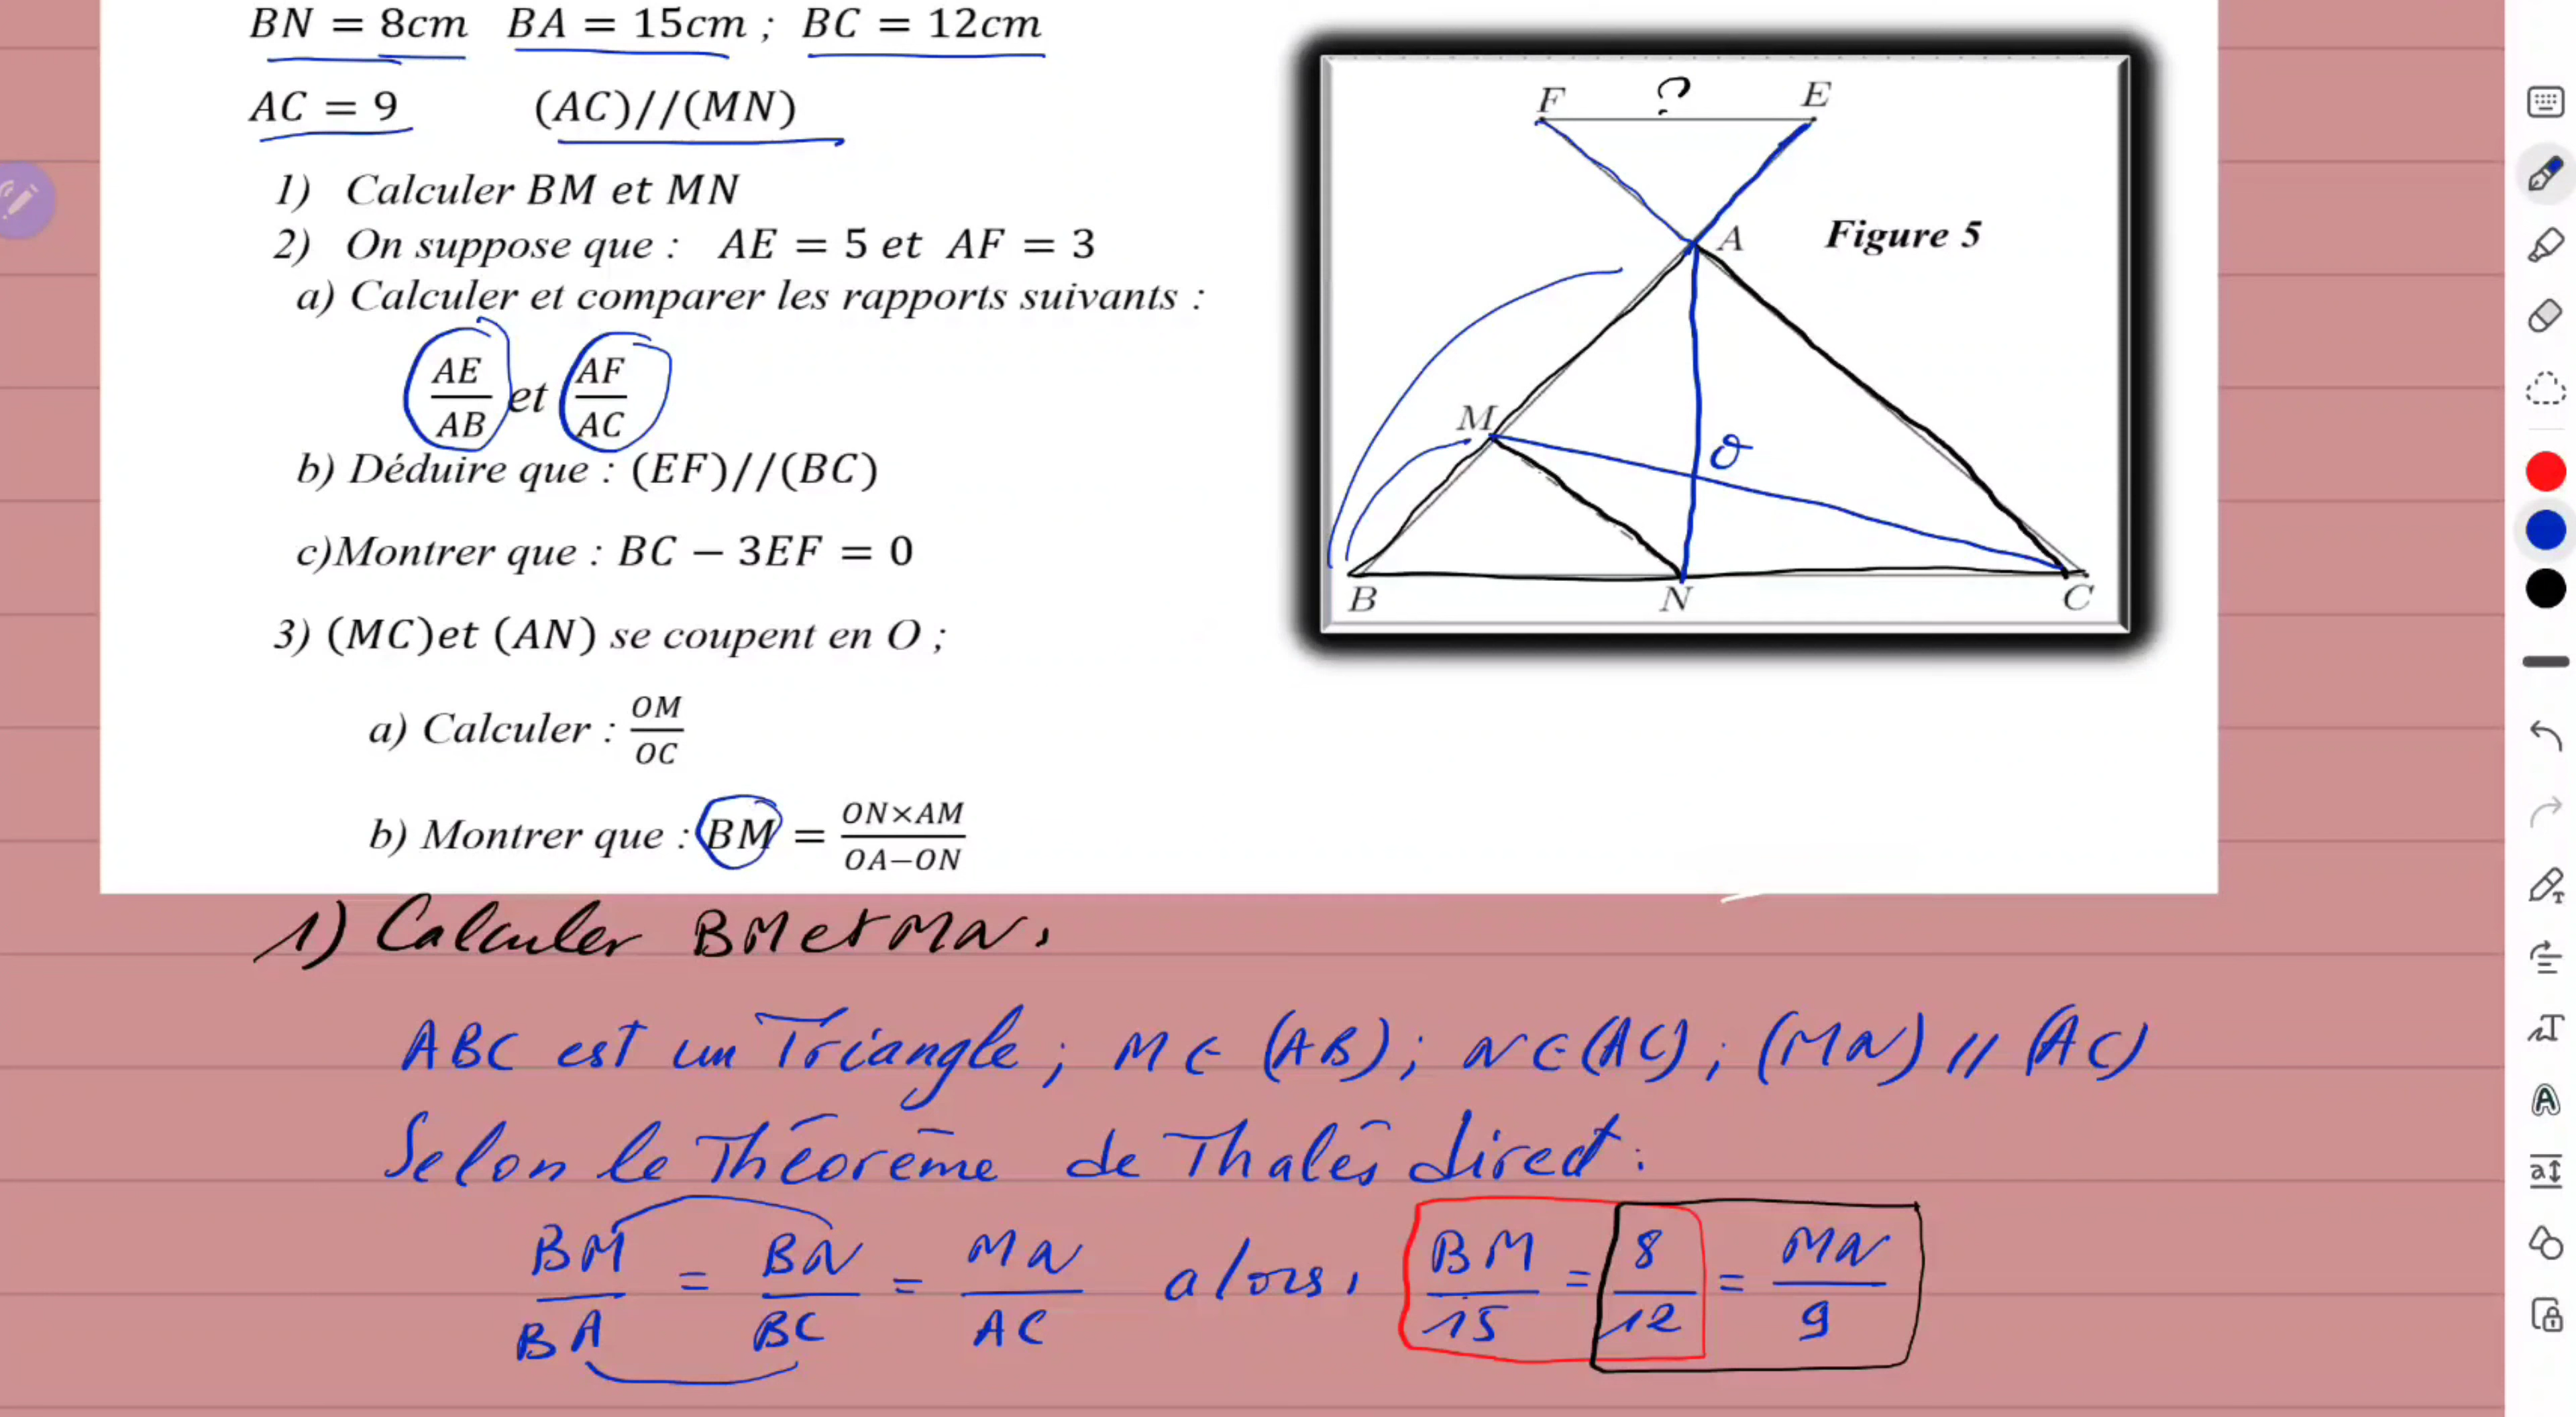 BN = 8cm BA = 15cm ; BC = 12cm
AC = 9 (AC)//(MN)
1) Calculer BM et MN
2) On suppose que : AE = 5 et AF = 3
a) Calculer et comparer les rapports suivants :
AE/AB et AF/AC
b) Déduire que : (EF)//(BC)
c)Montrer que : BC − 3EF = 0
3) (MC)et (AN) se coupent en O ;
a) Calculer : OM/OC
b) Montrer que : BM = ON×AM/OA−ON
F ? E
A Figure 5
M O
B N C
1) Calculer BM et MN.
ABC est un Triangle ; M ∈ (AB) ; N ∈ (AC) ; (MN) // (AC)
Selon le Théorème de Thalès direct :
BM/BA = BN/BC = MN/AC alors, BM/15 = 8/12 = MN/9